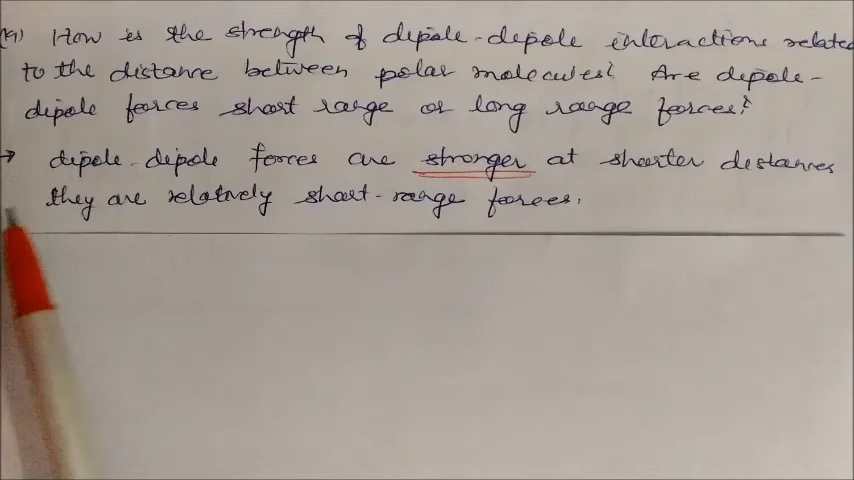 (19) How is the strength of dipole-dipole interactions related
to the distance between polar molecules? Are dipole-
dipole forces short range or long range forces?
→ dipole-dipole forces are stronger at shorter distances
they are relatively short-range forces.